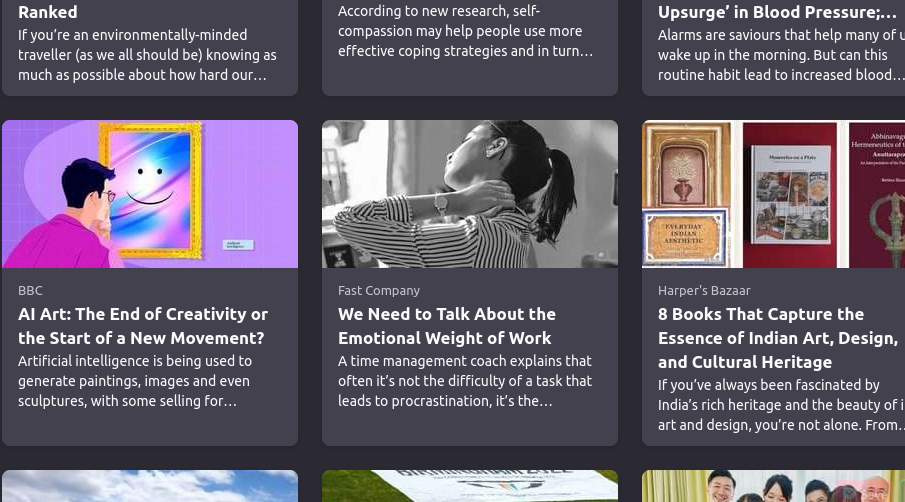 Ranked
If you’re an environmentally-minded
traveller (as we all should be) knowing as
much as possible about how hard our…
According to new research, self-
compassion may help people use more
effective coping strategies and in turn…
Upsurge’ in Blood Pressure;…
Alarms are saviours that help many of
wake up in the morning. But can this
routine habit lead to increased blood…
BBC
AI Art: The End of Creativity or
the Start of a New Movement?
Artificial intelligence is being used to
generate paintings, images and even
sculptures, with some selling for…
Fast Company
We Need to Talk About the
Emotional Weight of Work
A time management coach explains that
often it’s not the difficulty of a task that
leads to procrastination, it’s the…
Memories on a Plate
EVERYDAY
INDIAN
AESTHETIC
Harper's Bazaar
8 Books That Capture the
Essence of Indian Art, Design,
and Cultural Heritage
If you’ve always been fascinated by
India’s rich heritage and the beauty of
art and design, you’re not alone. From…